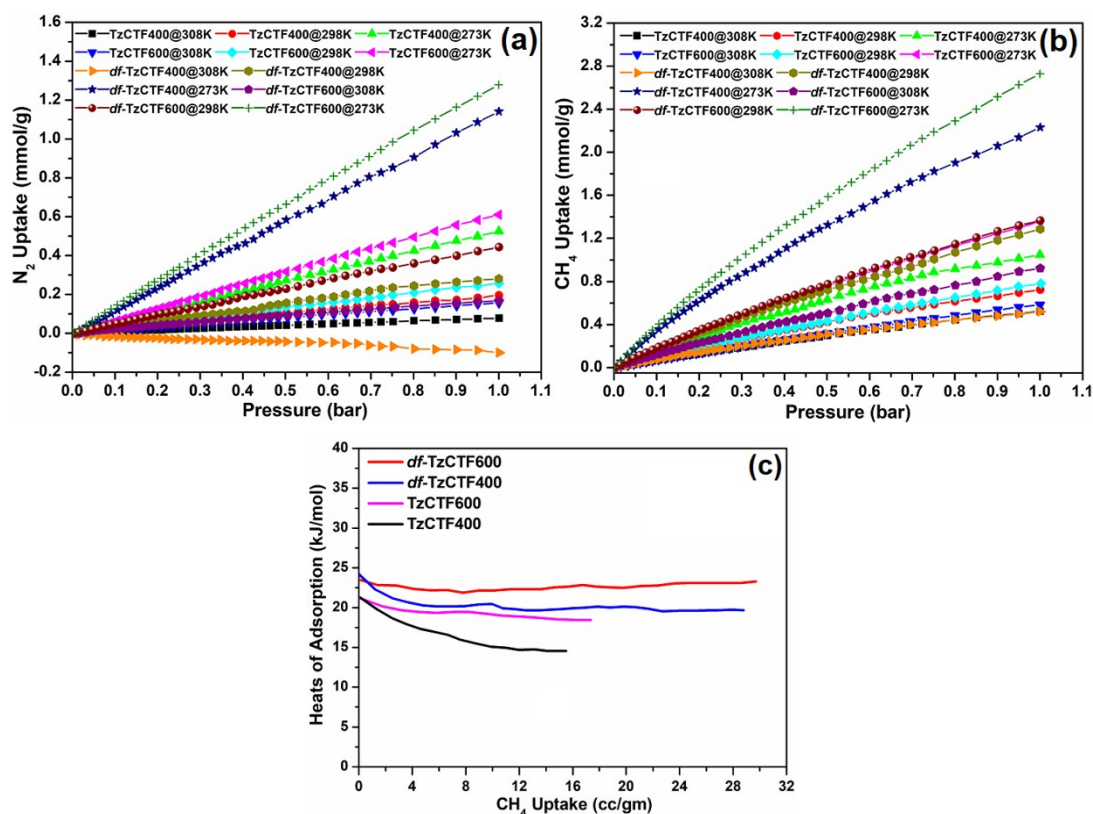 (a)
TzCTF400@308K TzCTF400@298K TzCTF400@273K
TzCTF600@308K TzCTF600@298K TzCTF600@273K
df-TzCTF400@308K df-TzCTF400@298K
df-TzCTF400@273K df-TzCTF600@308K
df-TzCTF600@298K df-TzCTF600@273K
N2 Uptake (mmol/g)
1.6
1.4
1.2
1.0
0.8
0.6
0.4
0.2
0.0
-0.2
0.0 0.1 0.2 0.3 0.4 0.5 0.6 0.7 0.8 0.9 1.0 1.1
Pressure (bar)
(b)
TzCTF400@308K TzCTF400@298K TzCTF400@273K
TzCTF600@308K TzCTF600@298K TzCTF600@273K
df-TzCTF400@308K df-TzCTF400@298K
df-TzCTF400@273K df-TzCTF600@308K
df-TzCTF600@298K df-TzCTF600@273K
CH4 Uptake (mmol/g)
3.2
2.8
2.4
2.0
1.6
1.2
0.8
0.4
0.0
0.0 0.1 0.2 0.3 0.4 0.5 0.6 0.7 0.8 0.9 1.0 1.1
Pressure (bar)
(c)
df-TzCTF600
df-TzCTF400
TzCTF600
TzCTF400
Heats of Adsorption (kJ/mol)
40
35
30
25
20
15
10
5
0
0 4 8 12 16 20 24 28 32
CH4 Uptake (cc/gm)